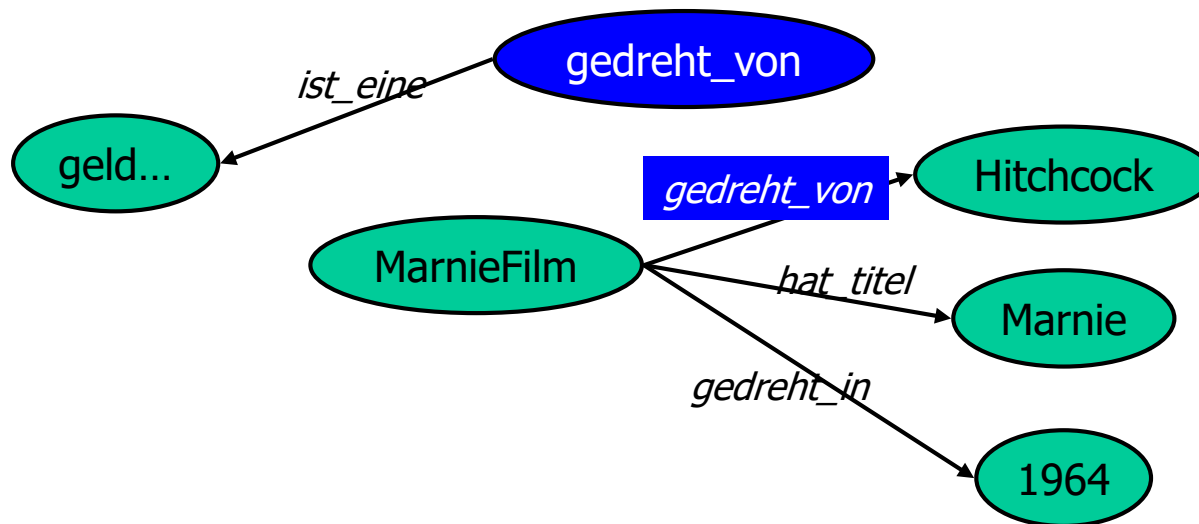 gedreht_von
ist_eine
geld...
Hitchcock
gedreht_von
MarnieFilm
hat_titel
Marnie
gedreht_in
1964